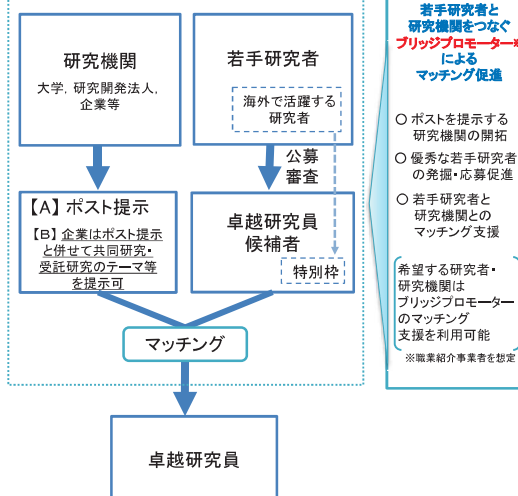 研究機関
大学, 研究開発法人,
企業等
若手研究者
海外で活躍する
研究者
公募
審査
【A】ポスト提示
【B】企業はポスト提示
と併せて共同研究・
受託研究のテーマ等
を提示可
卓越研究員
候補者
特別枠
マッチング
卓越研究員
若手研究者と
研究機関をつなぐ
ブリッジプロモーター※
による
マッチング促進
○ ポストを提示する
研究機関の開拓
○ 優秀な若手研究者
の発掘・応募促進
○ 若手研究者と
研究機関との
マッチング支援
希望する研究者・
研究機関は
ブリッジプロモーター
のマッチング
支援を利用可能
※職業紹介事業者を想定